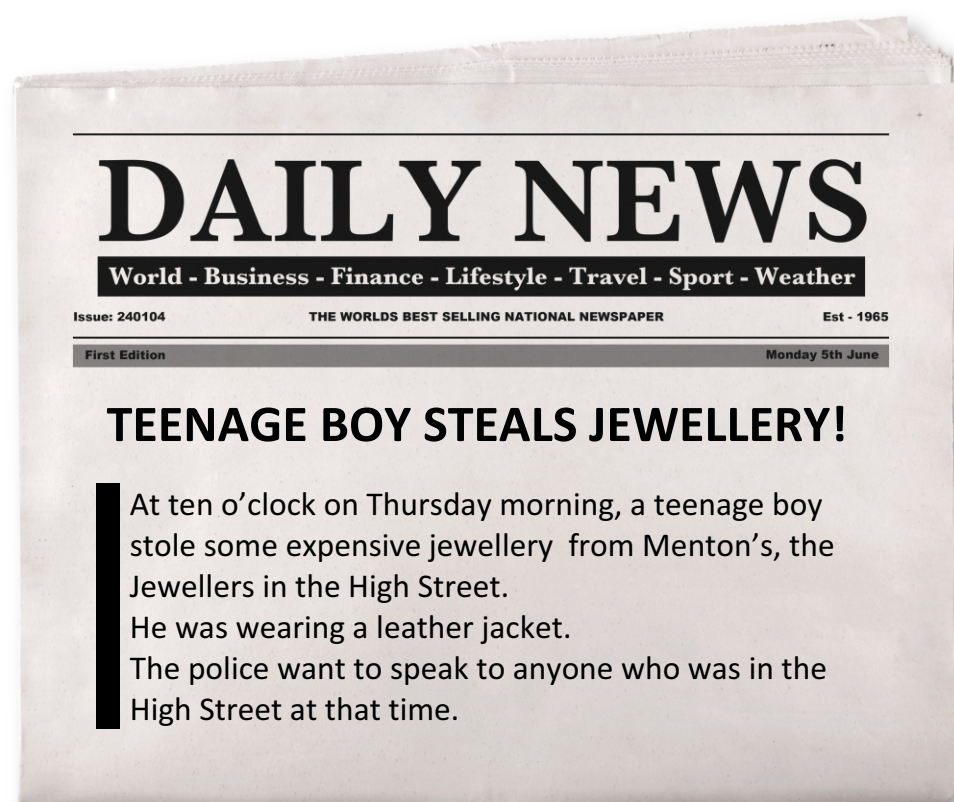 DAILY NEWS
World - Business - Finance - Lifestyle - Travel - Sport - Weather
Issue: 240104 THE WORLDS BEST SELLING NATIONAL NEWSPAPER Est - 1965
First Edition Monday 5th June
TEENAGE BOY STEALS JEWELLERY!
At ten o’clock on Thursday morning, a teenage boy
stole some expensive jewellery  from Menton’s, the
Jewellers in the High Street.
He was wearing a leather jacket.
The police want to speak to anyone who was in the
High Street at that time.